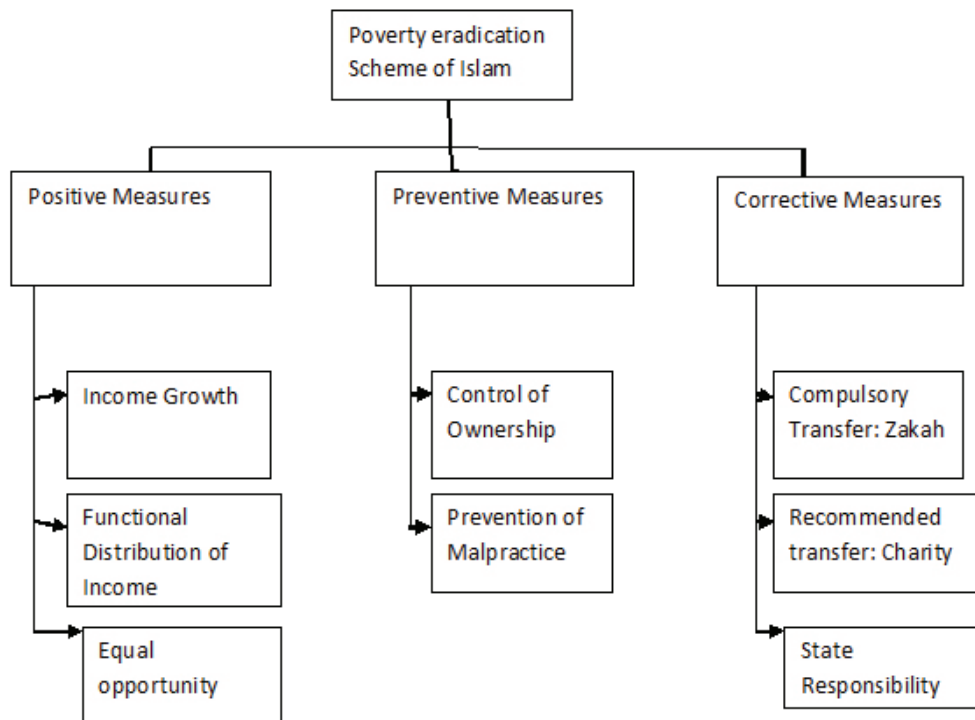 Poverty eradication
Scheme of Islam
Positive Measures
Preventive Measures
Corrective Measures
Income Growth
Functional
Distribution of
Income
Equal
opportunity
Control of
Ownership
Prevention of
Malpractice
Compulsory
Transfer: Zakah
Recommended
transfer: Charity
State
Responsibility